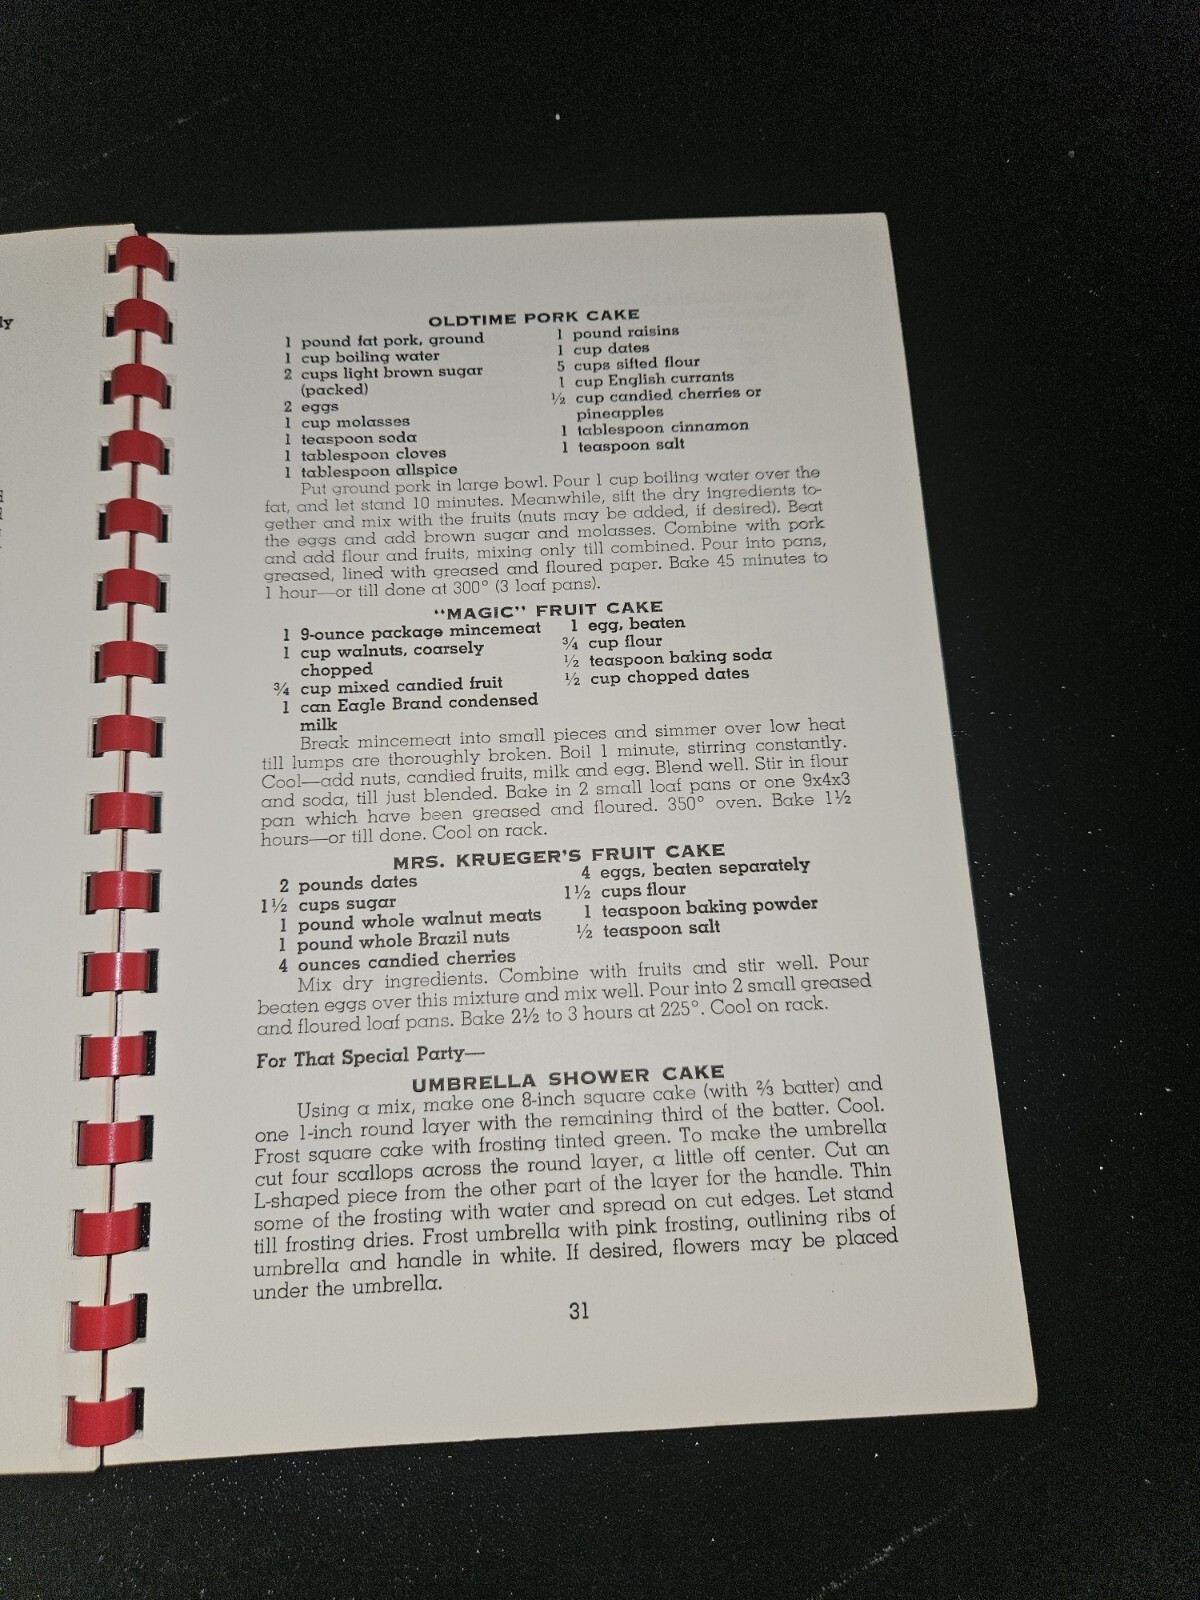 ly
OLDTIME PORK CAKE
1 pound fat pork, ground
1 cup boiling water
2 cups light brown sugar
(packed)
2 eggs
1 cup molasses
1 teaspoon soda
1 tablespoon cloves
1 tablespoon allspice
1 pound raisins
1 cup dates
5 cups sifted flour
1 cup English currants
½ cup candied cherries or
pineapples
1 tablespoon cinnamon
1 teaspoon salt
Put ground pork in large bowl. Pour 1 cup boiling water over the
fat, and let stand 10 minutes. Meanwhile, sift the dry ingredients to-
gether and mix with the fruits (nuts may be added, if desired). Beat
the eggs and add brown sugar and molasses. Combine with pork
and add flour and fruits, mixing only till combined. Pour into pans,
greased, lined with greased and floured paper. Bake 45 minutes to
1 hour—or till done at 300° (3 loaf pans).
"MAGIC" FRUIT CAKE
1 9-ounce package mincemeat
1 cup walnuts, coarsely
chopped
¾ cup mixed candied fruit
1 can Eagle Brand condensed
milk
1 egg, beaten
¾ cup flour
½ teaspoon baking soda
½ cup chopped dates
Break mincemeat into small pieces and simmer over low heat
till lumps are thoroughly broken. Boil 1 minute, stirring constantly.
Cool—add nuts, candied fruits, milk and egg. Blend well. Stir in flour
and soda, till just blended. Bake in 2 small loaf pans or one 9x4x3
pan which have been greased and floured. 350° oven. Bake 1½
hours—or till done. Cool on rack.
MRS. KRUEGER'S FRUIT CAKE
2 pounds dates
1½ cups sugar
1 pound whole walnut meats
1 pound whole Brazil nuts
4 ounces candied cherries
4 eggs, beaten separately
1½ cups flour
1 teaspoon baking powder
½ teaspoon salt
Mix dry ingredients. Combine with fruits and stir well. Pour
beaten eggs over this mixture and mix well. Pour into 2 small greased
and floured loaf pans. Bake 2½ to 3 hours at 225°. Cool on rack.
For That Special Party—
UMBRELLA SHOWER CAKE
Using a mix, make one 8-inch square cake (with ⅔ batter) and
one 1-inch round layer with the remaining third of the batter. Cool.
Frost square cake with frosting tinted green. To make the umbrella
cut four scallops across the round layer, a little off center. Cut an
L-shaped piece from the other part of the layer for the handle. Thin
some of the frosting with water and spread on cut edges. Let stand
till frosting dries. Frost umbrella with pink frosting, outlining ribs of
umbrella and handle in white. If desired, flowers may be placed
under the umbrella.
31